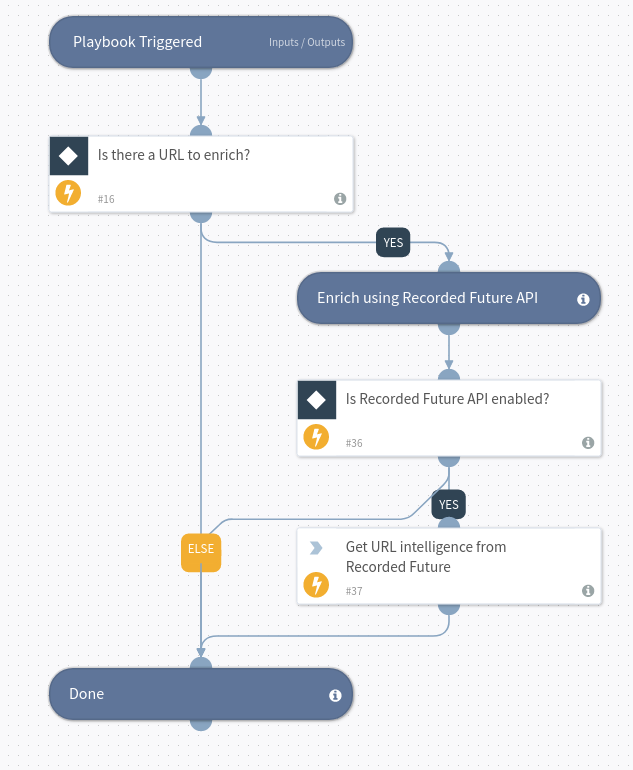 Playbook Triggered
Inputs / Outputs
Is there a URL to enrich?
#16
YES
Enrich using Recorded Future API
Is Recorded Future API enabled?
#36
YES
ELSE
Get URL intelligence from
Recorded Future
#37
Done